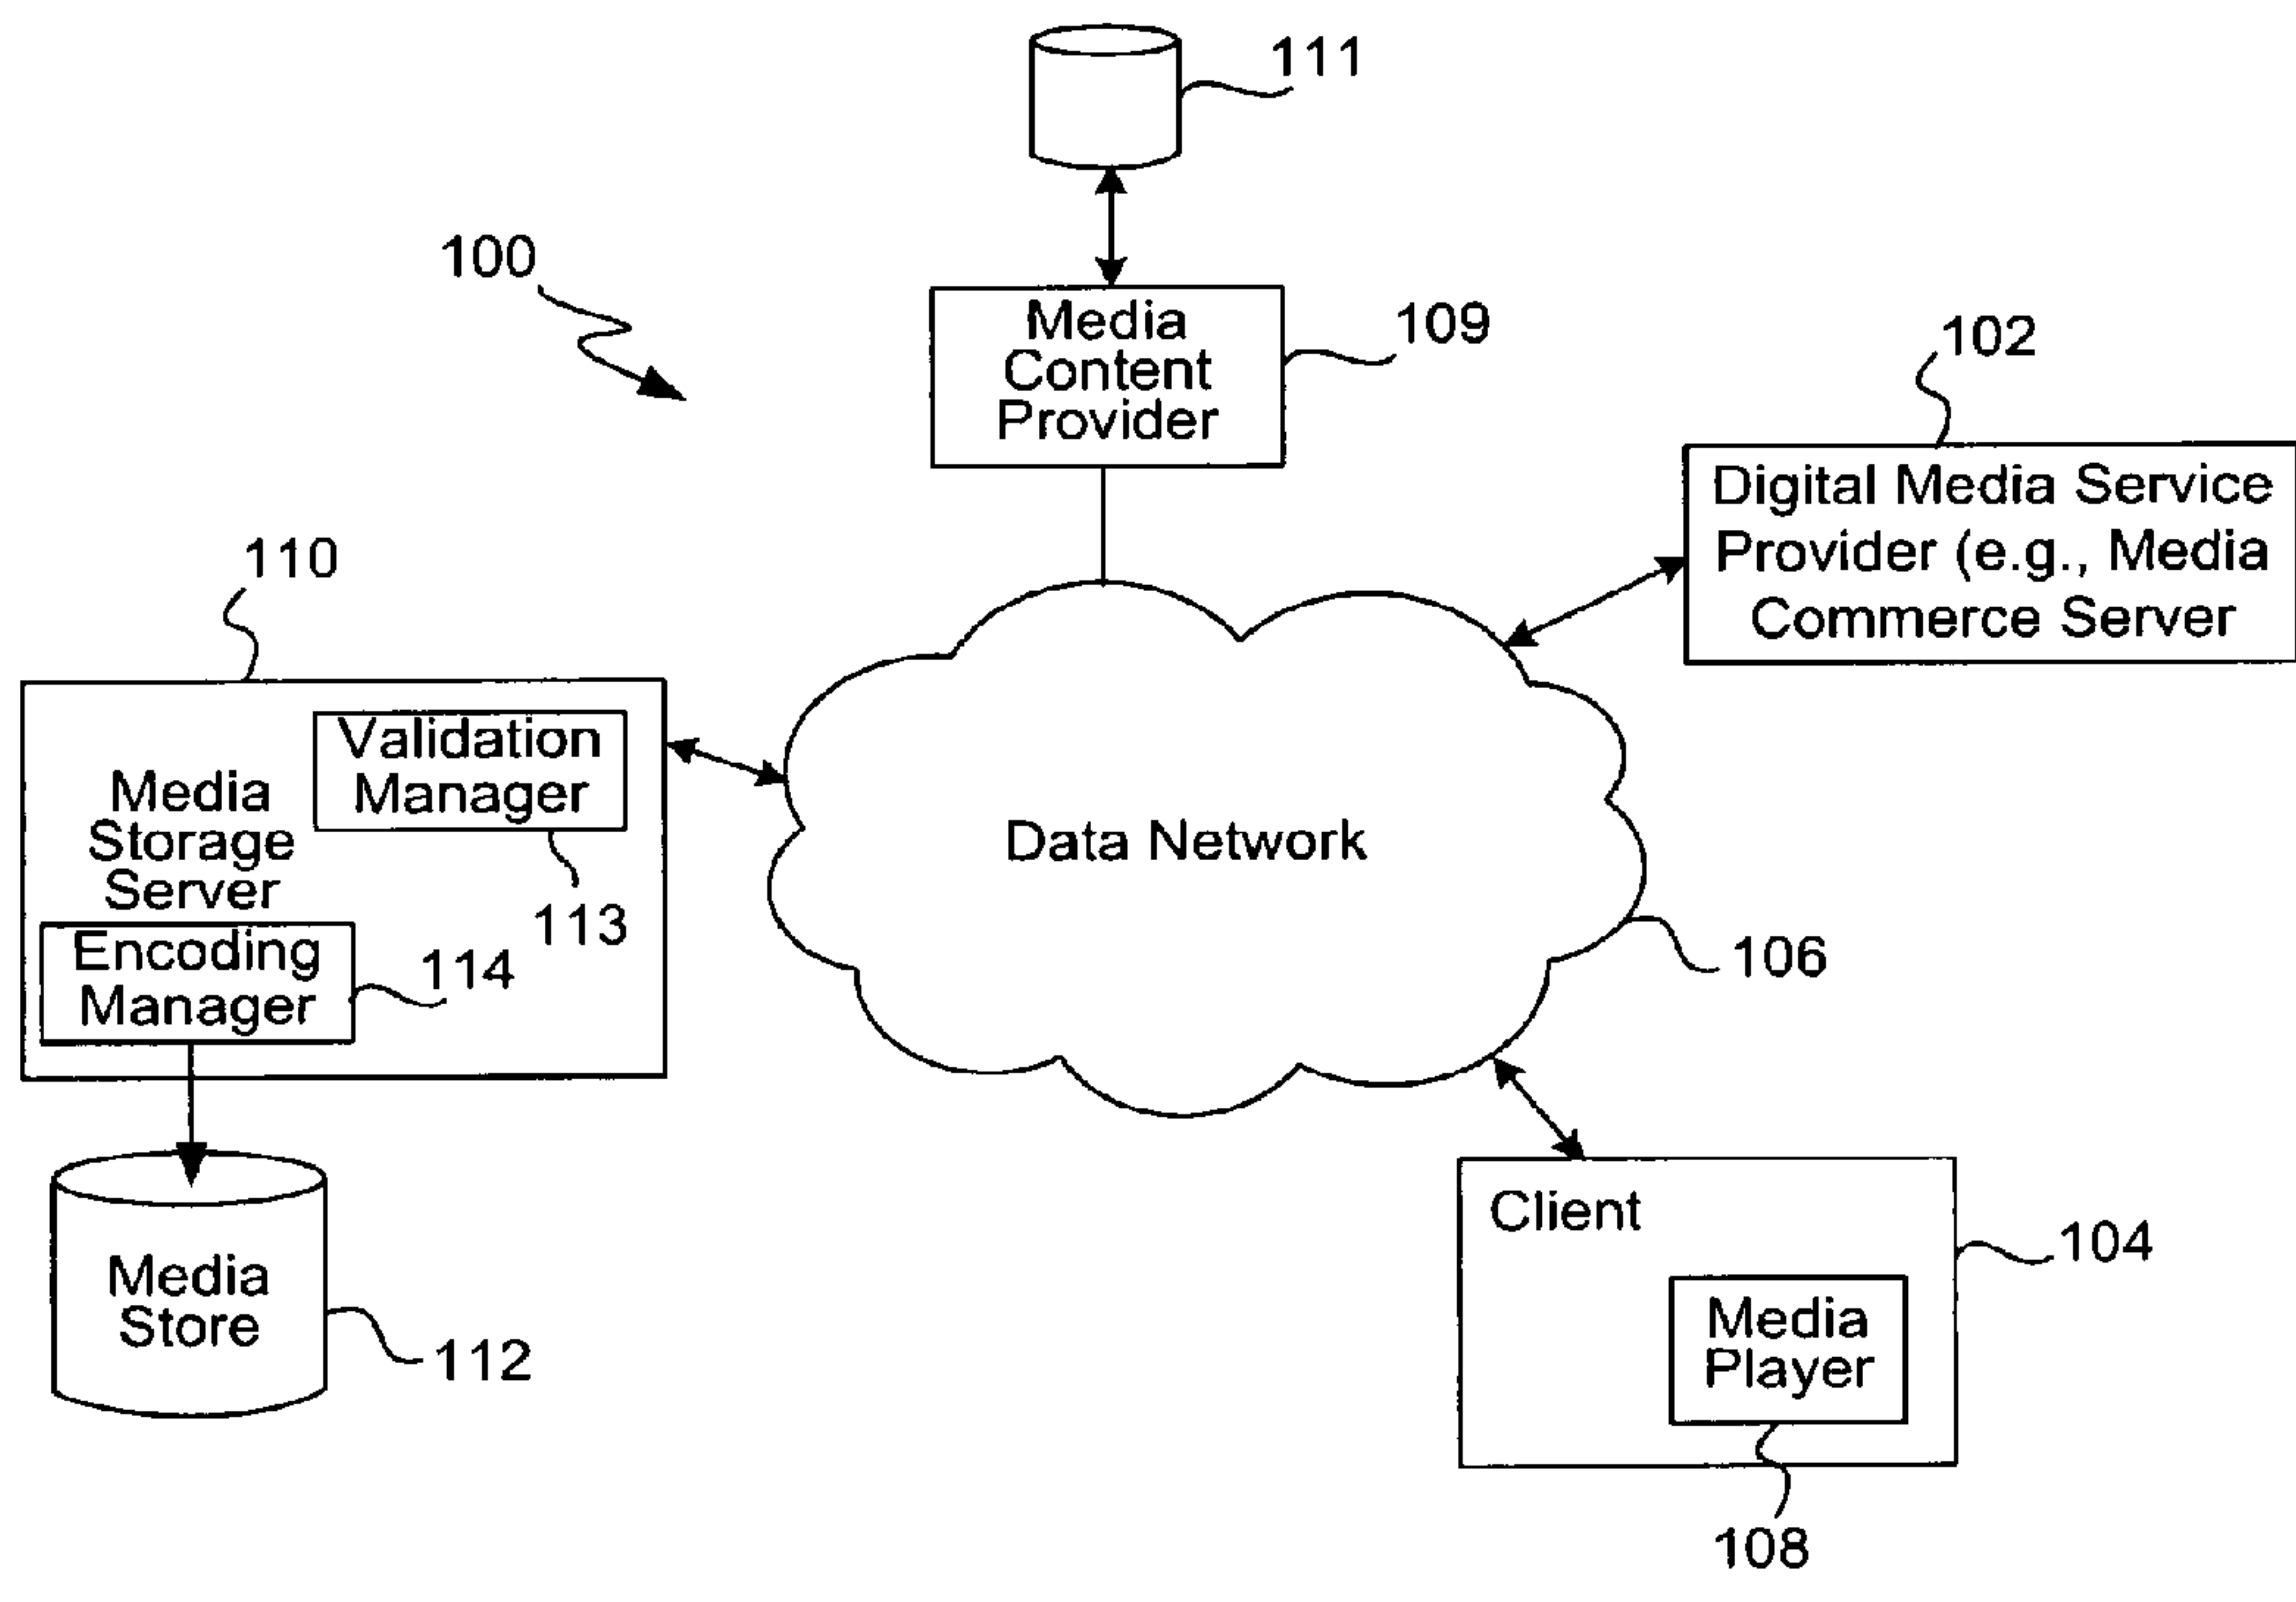 111
100
Media
Content
Provider
109
102
Digital Media Service
Provider (e.g., Media
Commerce Server
110
Validation
Manager
Media
Storage
Server
113
Encoding
Manager
114
Data Network
106
Media
Store
112
Client
104
Media
Player
108